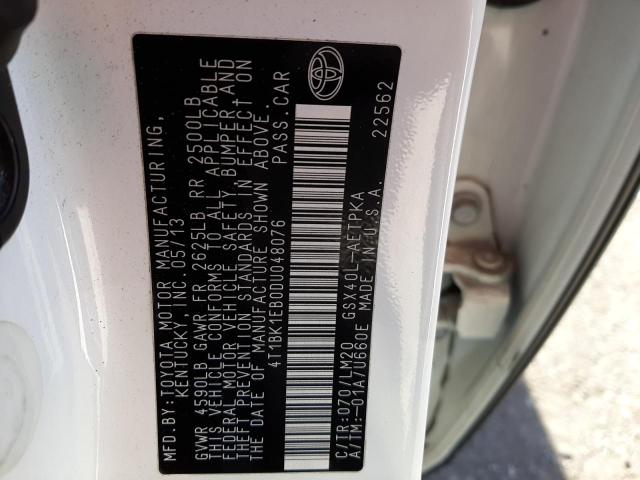 MFD.BY:TOYOTA MOTOR MANUFACTURING,
KENTUCKY, INC 05/13
GVWR 4590LB GAWR FR 2625LB RR 2500LB
THIS VEHICLE CONFORMS TO ALL APPLICABLE
FEDERAL MOTOR VEHICLE SAFETY, BUMPER, AND
THEFT PREVENTION STANDARDS IN EFFECT ON
THE DATE OF MANUFACTURE SHOWN ABOVE.
4T1BK1EB0DU048076 PASS.CAR
C/TR:070/LM20 GSX40L-AETPKA
A/TM:-01A/U660E MADE IN U.S.A.
22562